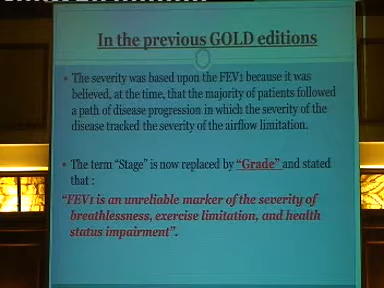 In the previous GOLD editions
• The severity was based upon the FEV1 because it was
believed, at the time, that the majority of patients followed
a path of disease progression in which the severity of the
disease tracked the severity of the airflow limitation.
• The term “Stage” is now replaced by “Grade” and stated
that :
“FEV1 is an unreliable marker of the severity of
breathlessness, exercise limitation, and health
status impairment”.